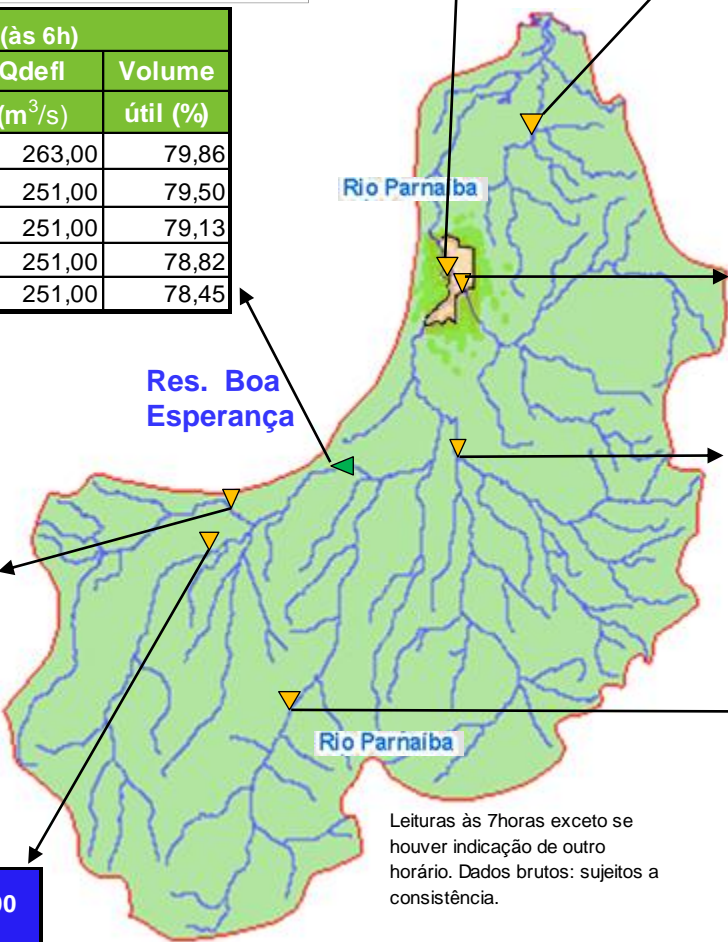 (às 6h)
Qdefl Volume
(m³/s) útil (%)
263,00 79,86
251,00 79,50
251,00 79,13
251,00 78,82
251,00 78,45
Rio Parnaíba
Res. Boa
Esperança
Rio Parnaíba
Leituras às 7horas exceto se
houver indicação de outro
horário. Dados brutos: sujeitos a
consistência.